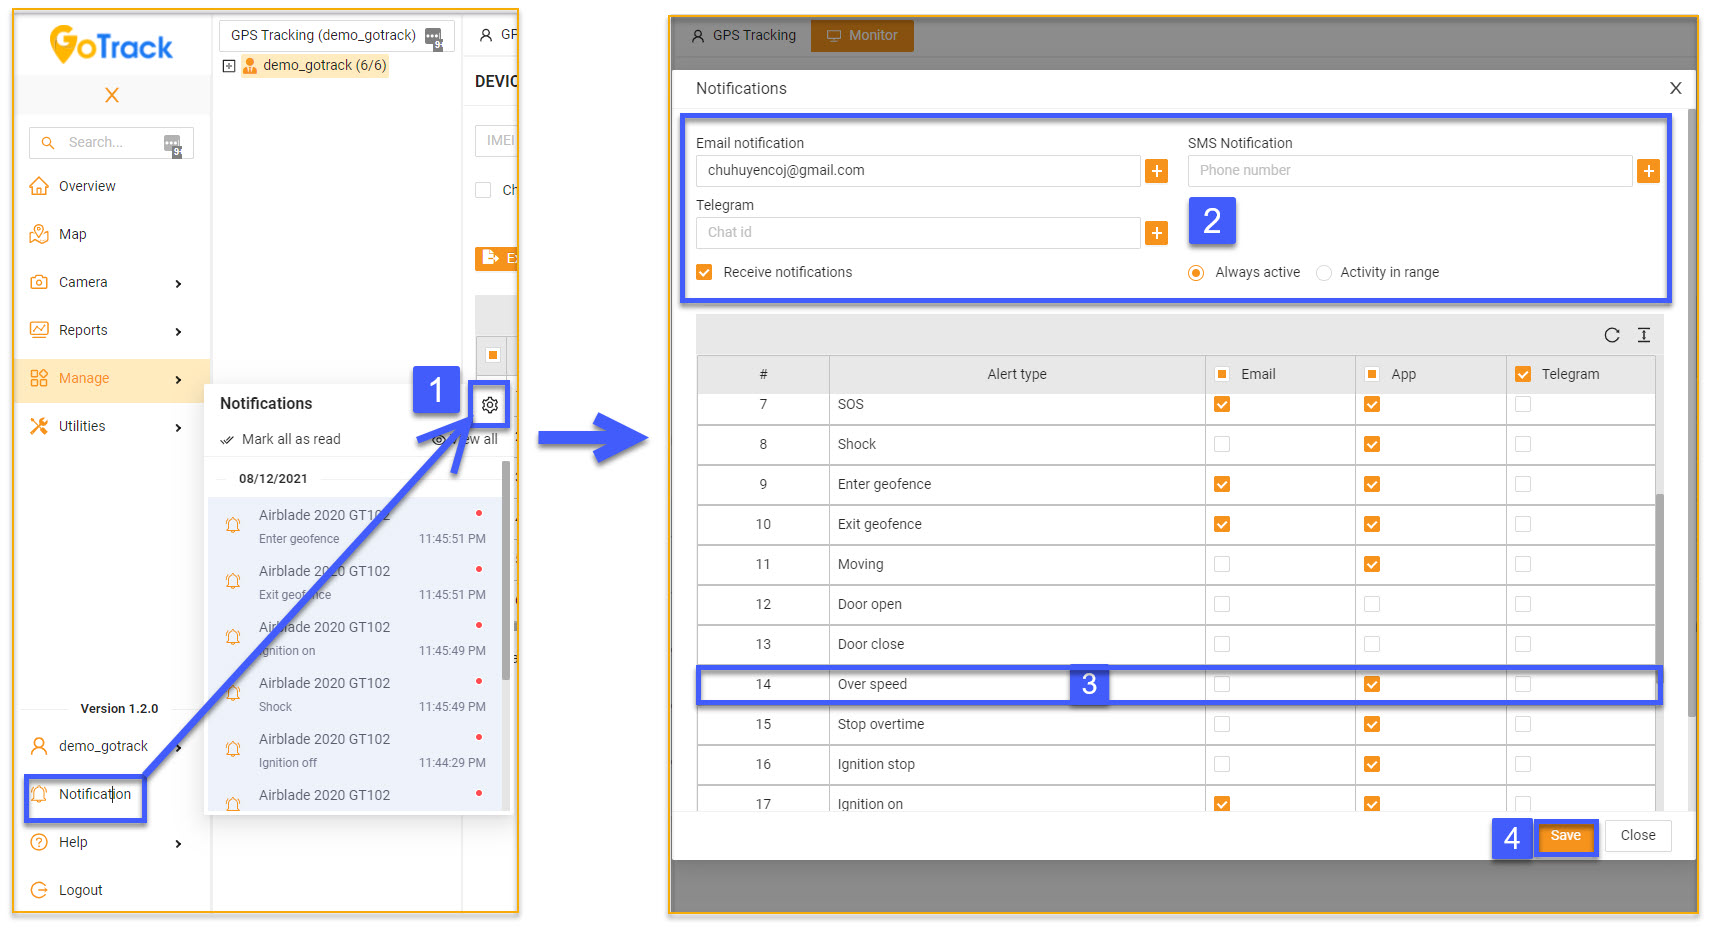 GoTrack
X
Search...
Overview
Map
Camera
Reports
Manage
Utilities
Version 1.2.0
demo_gotrack
Notification
Help
Logout
GPS Tracking (demo_gotrack)
demo_gotrack (6/6)
GP
DEVIC
IMEI
Ch
Ex
1
Notifications
Mark all as read
View all
08/12/2021
Airblade 2020 GT102
Enter geofence 11:45:51 PM
Airblade 2020 GT102
Exit geofence 11:45:51 PM
Airblade 2020 GT102
Ignition on 11:45:49 PM
Airblade 2020 GT102
Shock 11:45:49 PM
Airblade 2020 GT102
Ignition off 11:44:29 PM
Airblade 2020 GT102
GPS Tracking Monitor
Notifications X
Email notification SMS Notification
chuhuyencoj@gmail.com + Phone number +
Telegram
Chat id + 2
Receive notifications Always active Activity in range
# Alert type Email App Telegram
7 SOS
8 Shock
9 Enter geofence
10 Exit geofence
11 Moving
12 Door open
13 Door close
14 Over speed 3
15 Stop overtime
16 Ignition stop
17 Ignition on
4 Save Close